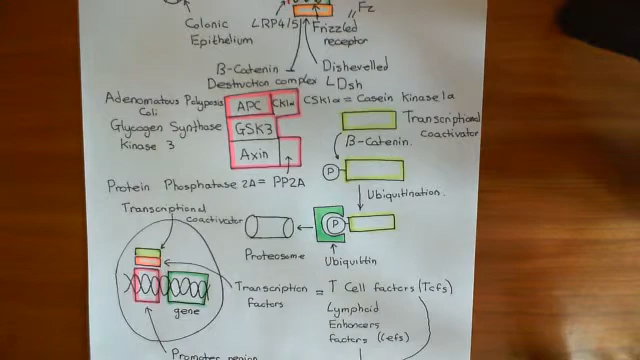 Colonic
Epithelium
LRP4/5
Frizzled
receptor
Fz
β-Catenin
Destruction complex
Dishevelled
Dsh
Adenomatous Polyposis
Coli
APC
CK1α
CSK1α = Casein Kinase 1α
Glycogen Synthase
Kinase 3
GSK3
Axin
Transcriptional
coactivator
β-Catenin.
P
Protein Phosphatase 2A = PP2A
Ubiquitination.
Transcriptional
coactivator
P
Proteosome
Ubiquitin
Transcription
factors
= T Cell factors (Tcfs)
Lymphoid
Enhancers
factors (Lefs)
gene
Promoter region